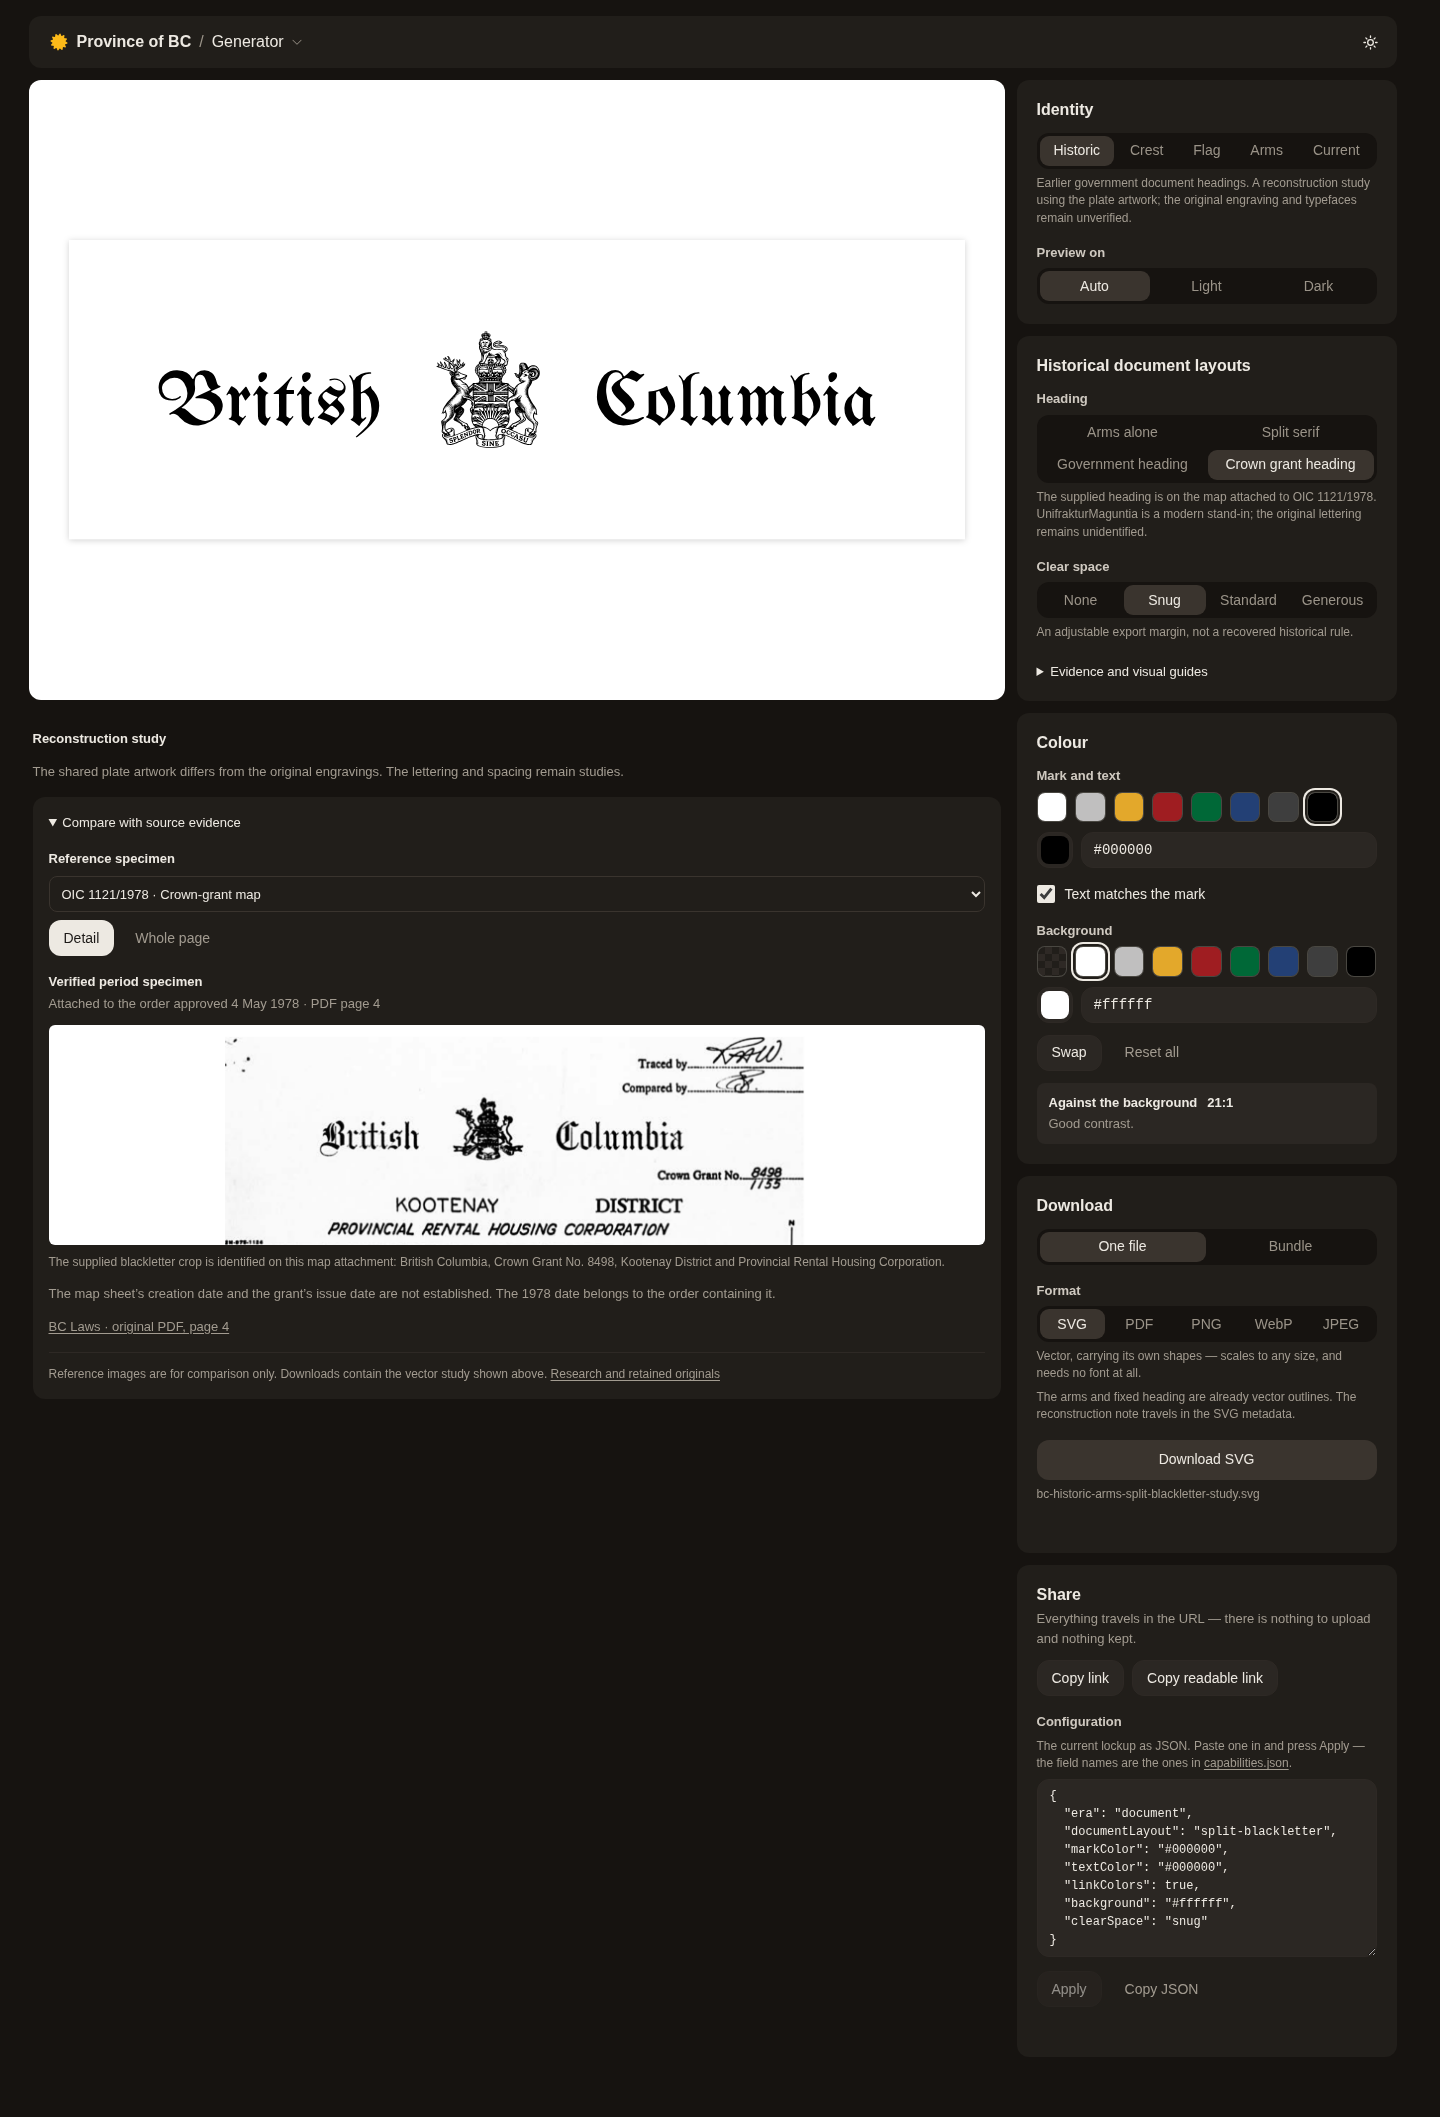 Province of BC / Generator
British Columbia
SPLENDOR SINE OCCASU
Reconstruction study
The shared plate artwork differs from the original engravings. The lettering and spacing remain studies.
Compare with source evidence
Reference specimen
OIC 1121/1978 · Crown-grant map
Detail Whole page
Verified period specimen
Attached to the order approved 4 May 1978 · PDF page 4
Traced by
Compared by
British Columbia
Crown Grant No. 8498
1155
KOOTENAY DISTRICT
PROVINCIAL RENTAL HOUSING CORPORATION
N
The supplied blackletter crop is identified on this map attachment: British Columbia, Crown Grant No. 8498, Kootenay District and Provincial Rental Housing Corporation.
The map sheet’s creation date and the grant’s issue date are not established. The 1978 date belongs to the order containing it.
BC Laws · original PDF, page 4
Reference images are for comparison only. Downloads contain the vector study shown above. Research and retained originals
Identity
Historic Crest Flag Arms Current
Earlier government document headings. A reconstruction study
using the plate artwork; the original engraving and typefaces
remain unverified.
Preview on
Auto Light Dark
Historical document layouts
Heading
Arms alone Split serif
Government heading Crown grant heading
The supplied heading is on the map attached to OIC 1121/1978.
UnifrakturMaguntia is a modern stand-in; the original lettering
remains unidentified.
Clear space
None Snug Standard Generous
An adjustable export margin, not a recovered historical rule.
Evidence and visual guides
Colour
Mark and text
#000000
Text matches the mark
Background
#ffffff
Swap Reset all
Against the background 21:1
Good contrast.
Download
One file Bundle
Format
SVG PDF PNG WebP JPEG
Vector, carrying its own shapes — scales to any size, and
needs no font at all.
The arms and fixed heading are already vector outlines. The
reconstruction note travels in the SVG metadata.
Download SVG
bc-historic-arms-split-blackletter-study.svg
Share
Everything travels in the URL — there is nothing to upload
and nothing kept.
Copy link Copy readable link
Configuration
The current lockup as JSON. Paste one in and press Apply —
the field names are the ones in capabilities.json.
{
"era": "document",
"documentLayout": "split-blackletter",
"markColor": "#000000",
"textColor": "#000000",
"linkColors": true,
"background": "#ffffff",
"clearSpace": "snug"
}
Apply Copy JSON